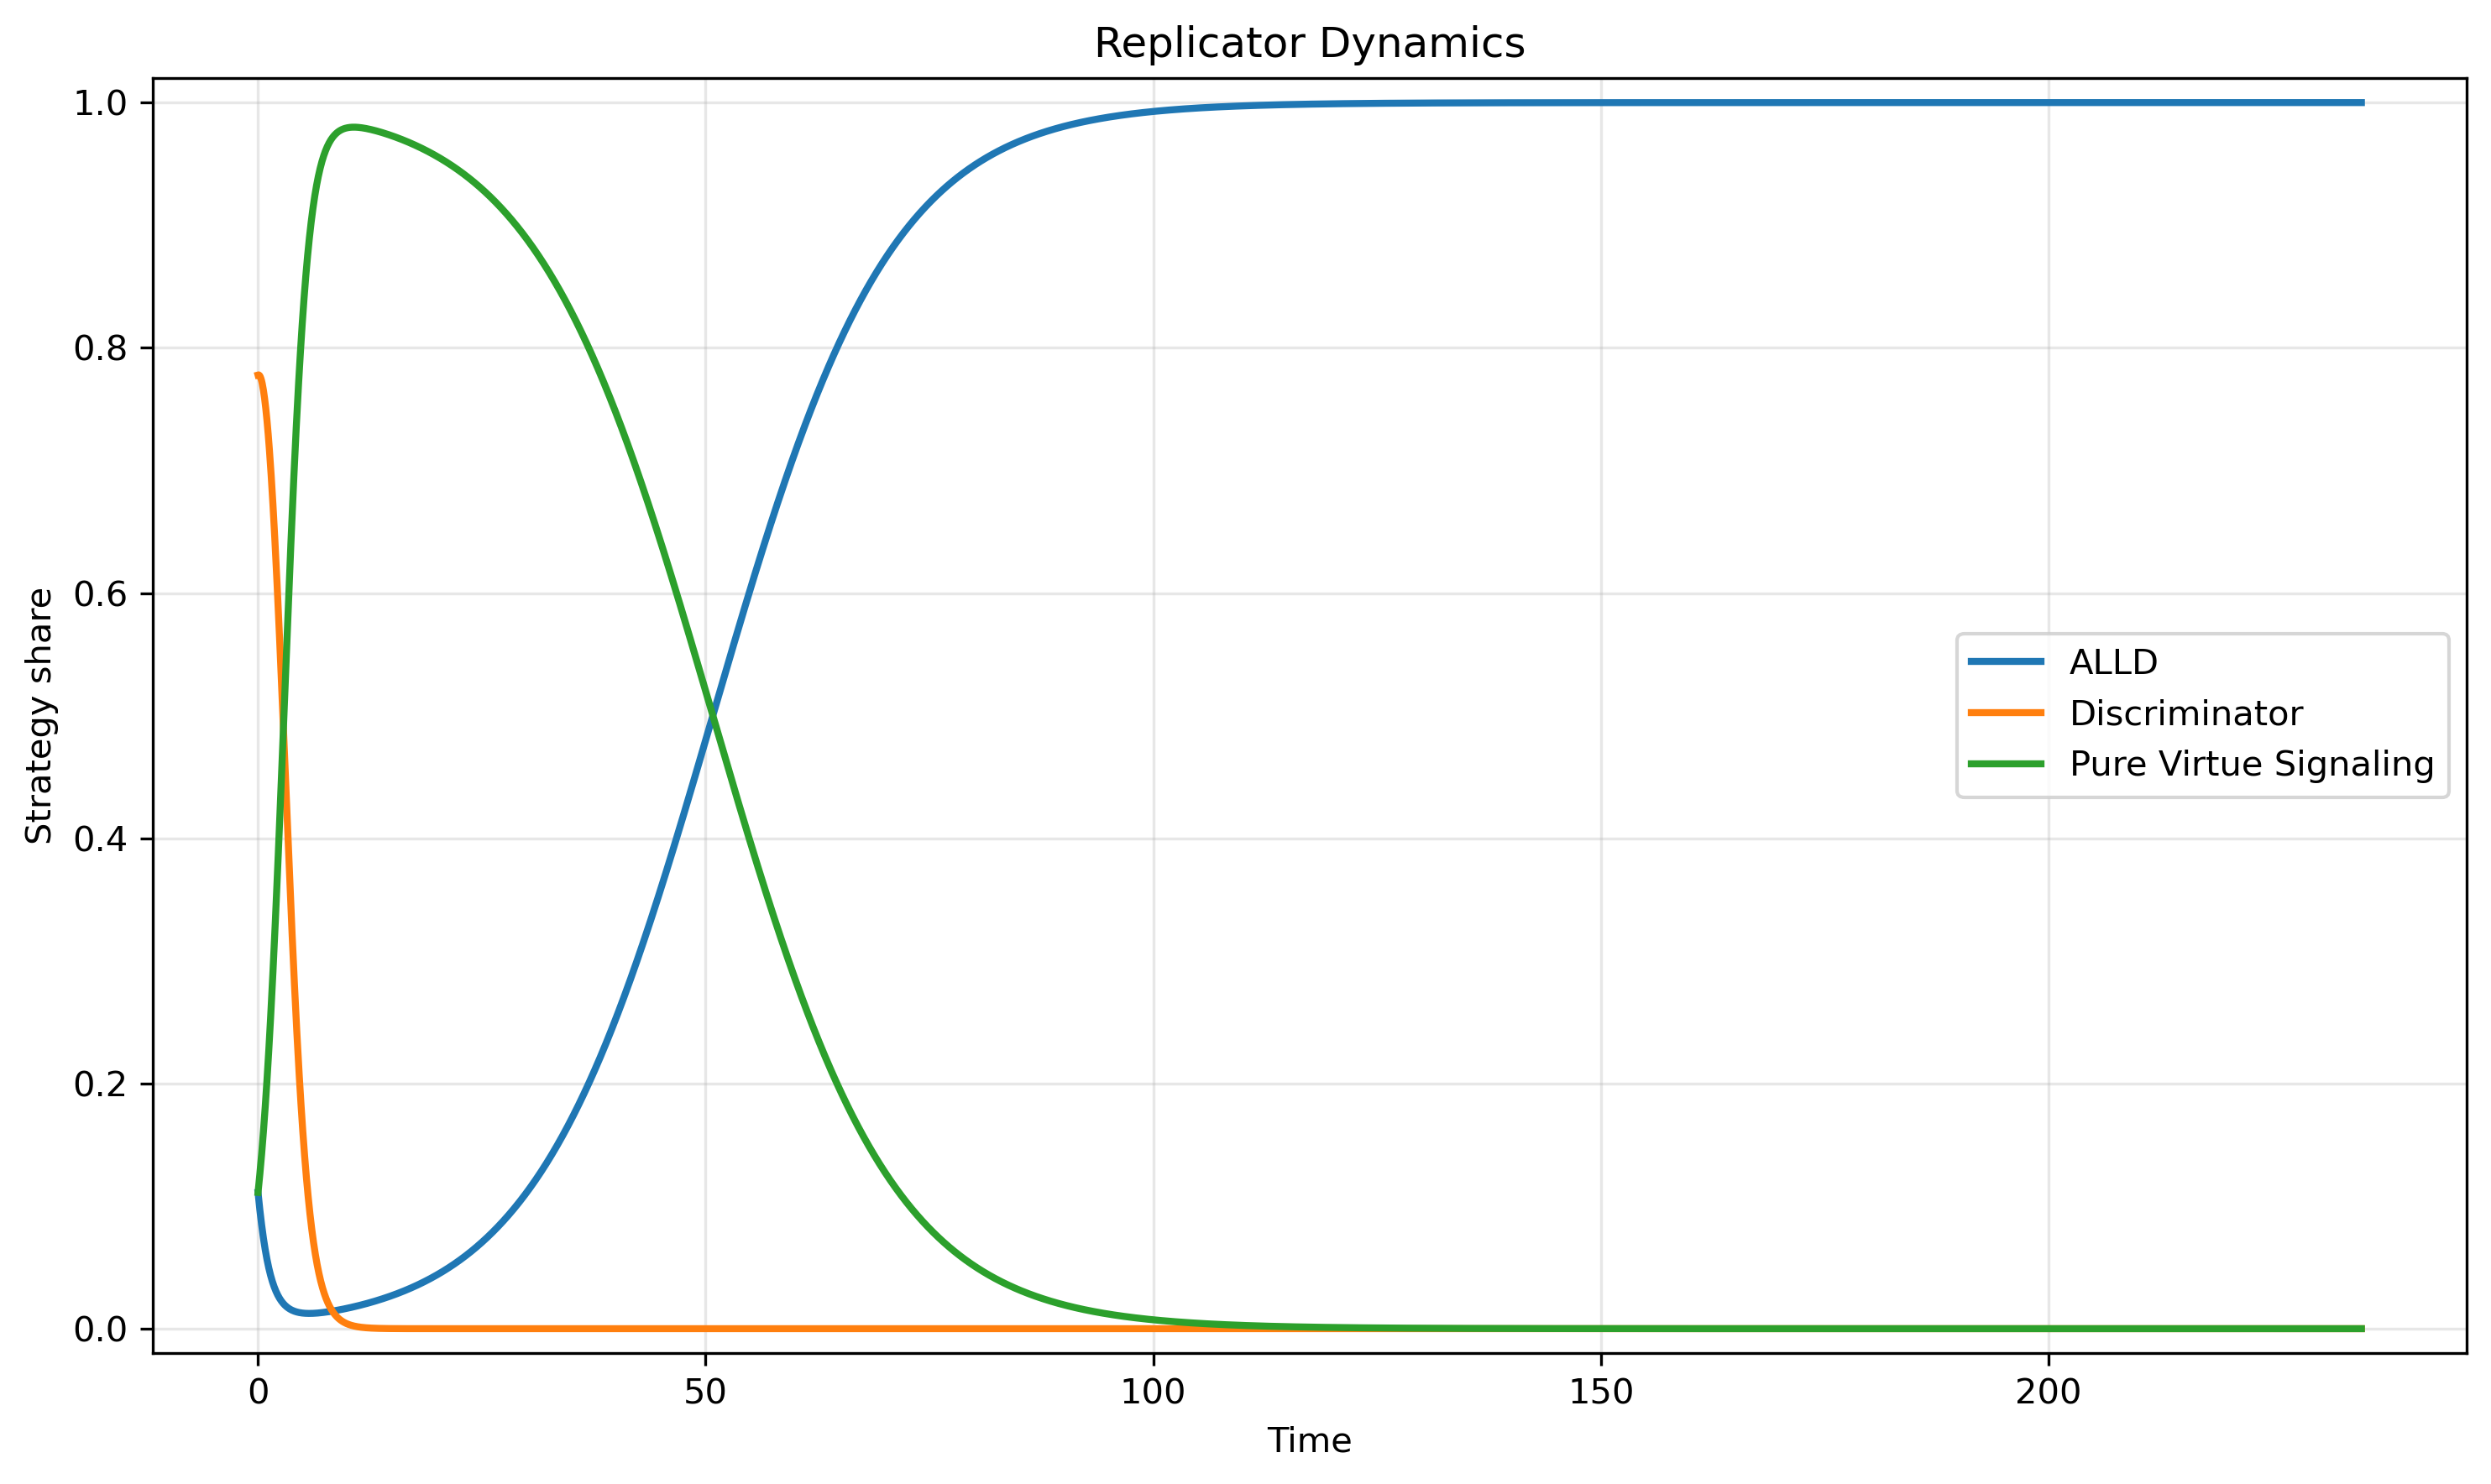 Replicator Dynamics
Strategy share
1.0
0.8
0.6
0.4
0.2
0.0
ALLD
Discriminator
Pure Virtue Signaling
0
50
100
150
200
Time